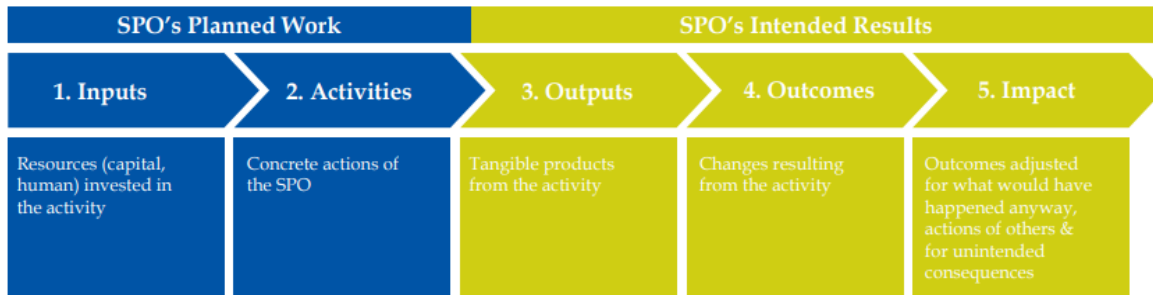 SPO's Planned Work
SPO's Intended Results
1. Inputs
2. Activities
3. Outputs
4. Outcomes
5. Impact
Resources (capital,
human) invested in
the activity
Concrete actions of
the SPO
Tangible products
from the activity
Changes resulting
from the activity
Outcomes adjusted
for what would have
happened anyway,
actions of others &
for unintended
consequences